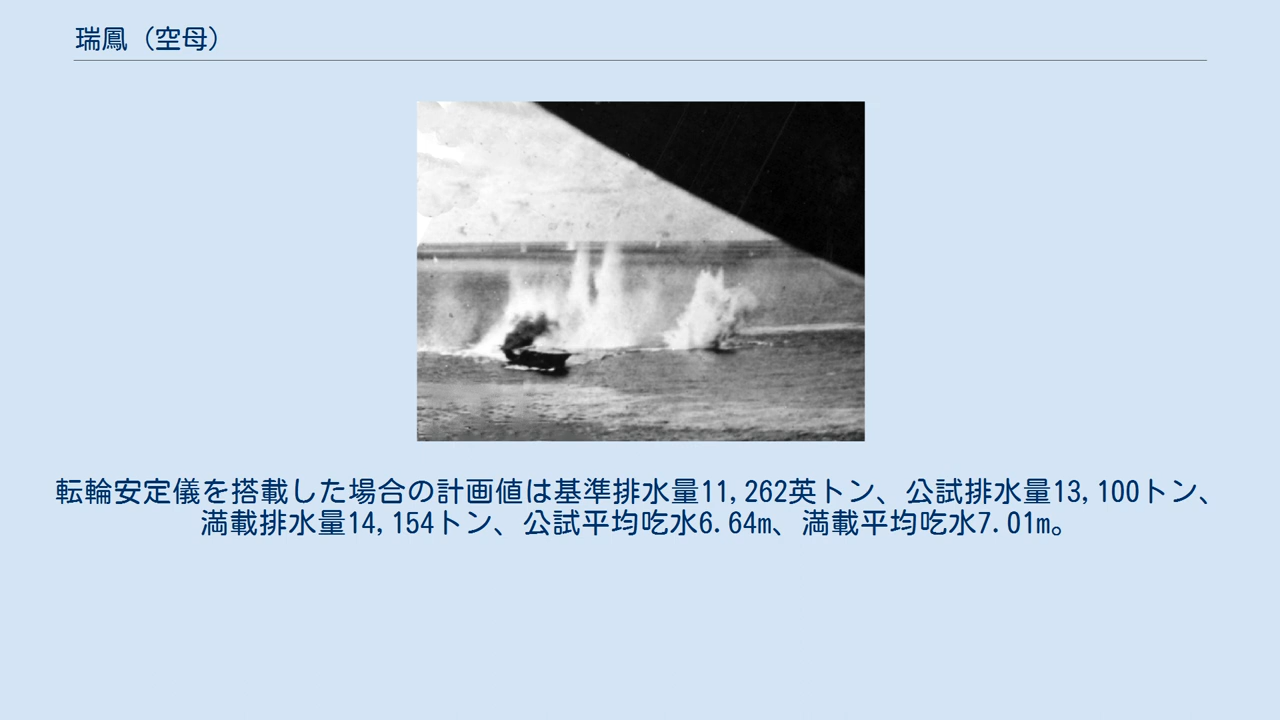 瑞鳳（空母）
転輪安定儀を搭載した場合の計画値は基準排水量11,262英トン、公試排水量13,100トン、
満載排水量14,154トン、公試平均吃水6.64m、満載平均吃水7.01m。